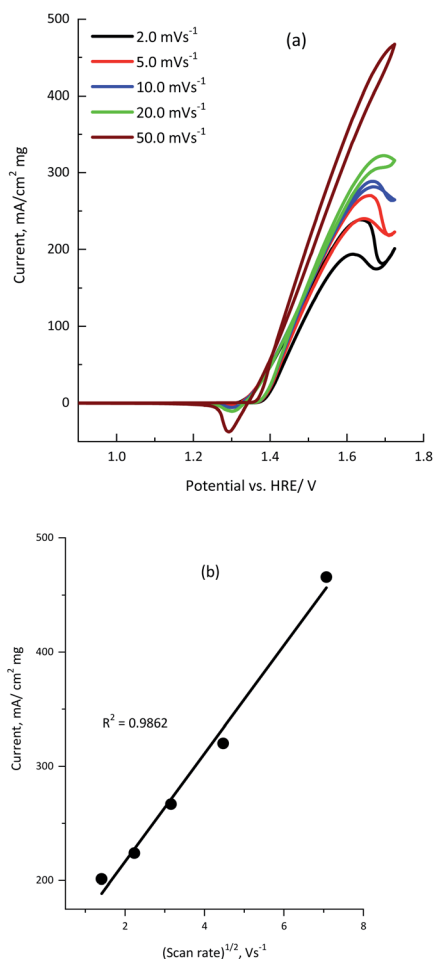 (a)
2.0 mVs⁻¹
5.0 mVs⁻¹
10.0 mVs⁻¹
20.0 mVs⁻¹
50.0 mVs⁻¹
500
400
300
200
100
0
Current, mA/cm² mg
1.0 1.2 1.4 1.6 1.8
Potential vs. HRE/ V
(b)
500
400
300
200
Current, mA/ cm² mg
R² = 0.9862
2 4 6 8
(Scan rate)¹/², Vs⁻¹